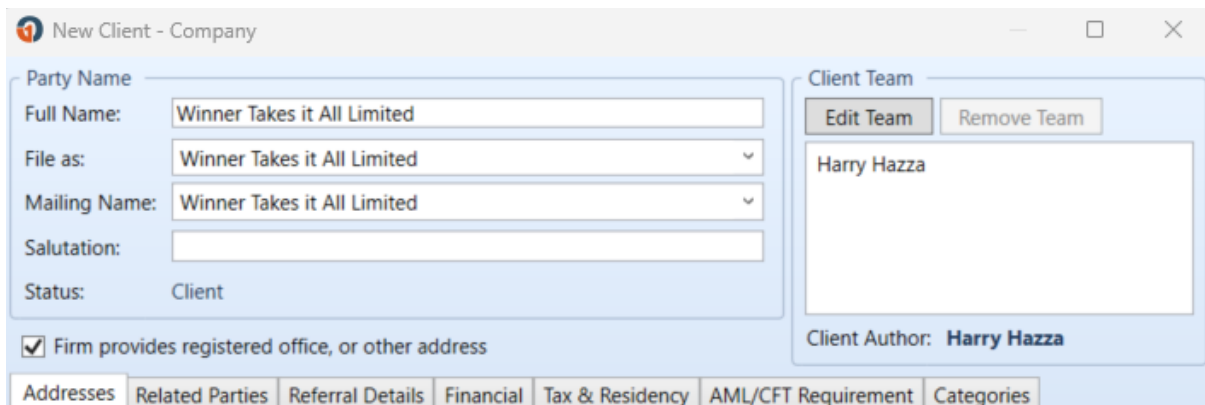 New Client - Company
Party Name
Full Name: Winner Takes it All Limited
File as: Winner Takes it All Limited
Mailing Name: Winner Takes it All Limited
Salutation:
Status: Client
Firm provides registered office, or other address
Client Team
Edit Team Remove Team
Harry Hazza
Client Author: Harry Hazza
Addresses Related Parties Referral Details Financial Tax & Residency AML/CFT Requirement Categories